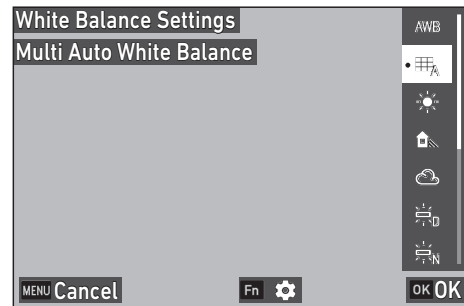 White Balance Settings
AWB
Multi Auto White Balance
A
D
N
MENU Cancel
Fn
OK OK